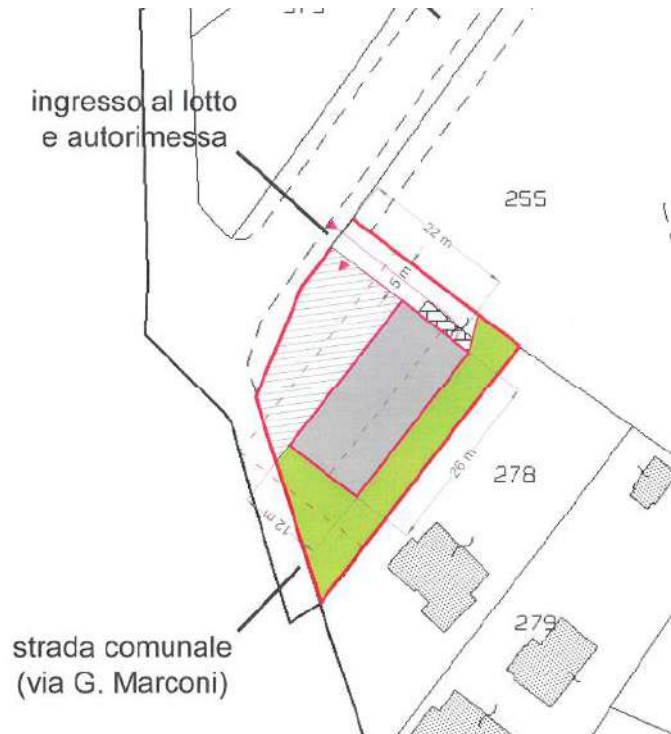 ingresso al lotto
e autorimessa
255
22 m
5 m
26 m
278
12 m
279
strada comunale
(via G. Marconi)